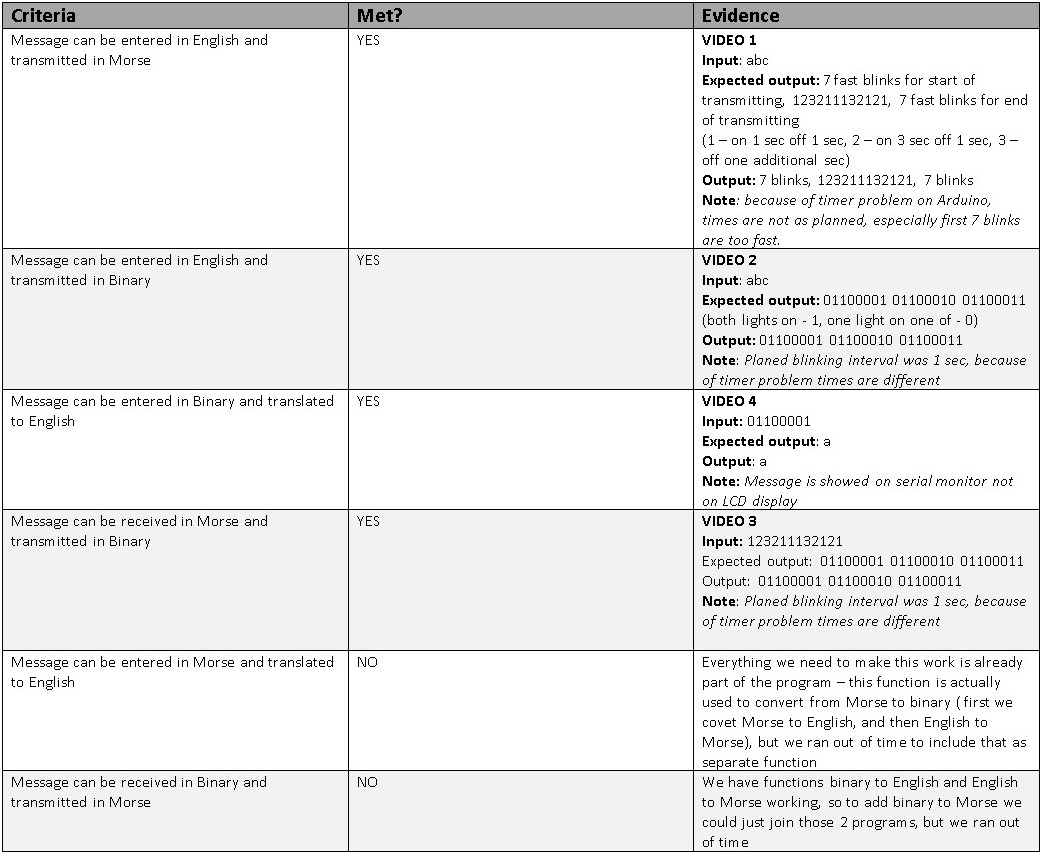 Criteria
Met?
Evidence
Message can be entered in English and
transmitted in Morse
YES
VIDEO 1
Input: abc
Expected output: 7 fast blinks for start of
transmitting, 123211132121, 7 fast blinks for end
of transmitting
(1 – on 1 sec off 1 sec, 2 – on 3 sec off 1 sec, 3 –
off one additional sec)
Output: 7 blinks, 123211132121, 7 blinks
Note: because of timer problem on Arduino,
times are not as planned, especially first 7 blinks
are too fast.
Message can be entered in English and
transmitted in Binary
YES
VIDEO 2
Input: abc
Expected output: 01100001 01100010 01100011
(both lights on - 1, one light on one of - 0)
Output: 01100001 01100010 01100011
Note: Planed blinking interval was 1 sec, because
of timer problem times are different
Message can be entered in Binary and translated
to English
YES
VIDEO 4
Input: 01100001
Expected output: a
Output: a
Note: Message is showed on serial monitor not
on LCD display
Message can be received in Morse and
transmitted in Binary
YES
VIDEO 3
Input: 123211132121
Expected output: 01100001 01100010 01100011
Output: 01100001 01100010 01100011
Note: Planed blinking interval was 1 sec, because
of timer problem times are different
Message can be entered in Morse and translated
to English
NO
Everything we need to make this work is already
part of the program – this function is actually
used to convert from Morse to binary ( first we
covet Morse to English, and then English to
Morse), but we ran out of time to include that as
separate function
Message can be received in Binary and
transmitted in Morse
NO
We have functions binary to English and English
to Morse working, so to add binary to Morse we
could just join those 2 programs, but we ran out
of time